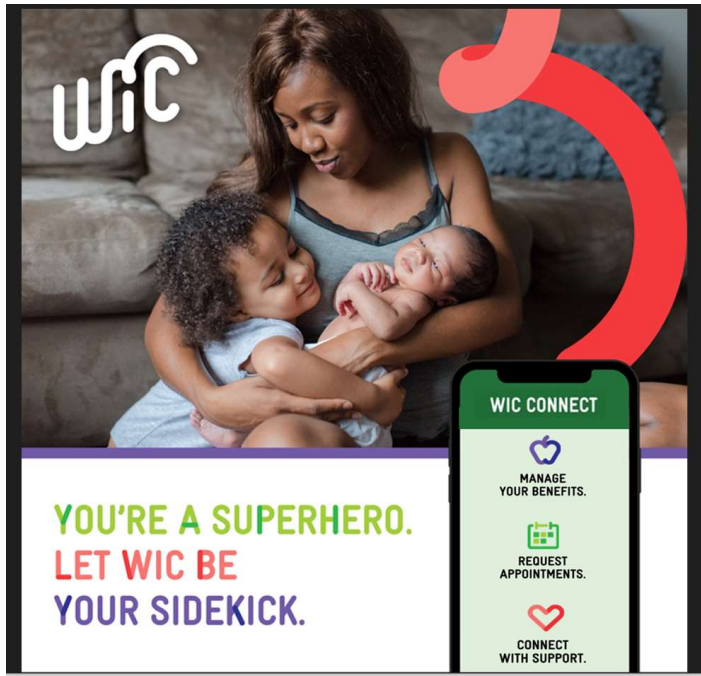 WiC
YOU'RE A SUPERHERO.
LET WIC BE
YOUR SIDEKICK.
WIC CONNECT
MANAGE
YOUR BENEFITS.
REQUEST
APPOINTMENTS.
CONNECT
WITH SUPPORT.